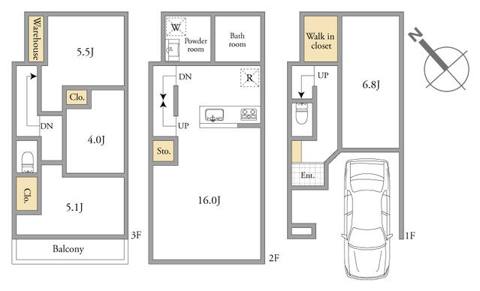 Warehouse
5.5J
Clo.
DN
4.0J
Clo.
5.1J
Balcony
3F
W
Powder
room
Bath
room
DN
R
UP
Sto.
16.0J
2F
Walk in
closet
UP
6.8J
Ent.
1F
N